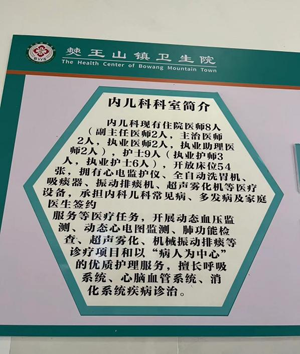 僰王山镇卫生院
The Health Center of Bowang Mountain Town
内儿科科室简介
内儿科现有住院医师8人
(副主任医师2人，主治医师
2人，执业医师2人，执业助理医
师2人)，护士9人(执业护师3
人，执业护士6人)，开放床位54
张，拥有心电监护仪、全自动洗胃机、
吸痰器、振动排痰机、超声雾化机等医疗
设备，承担内儿科常见病、多发病及家庭
医生签约
服务等医疗任务，开展动态血压监
测、动态心电图监测、肺功能检
查、超声雾化、机械振动排痰等
诊疗项目和以“病人为中心”
的优质护理服务，擅长呼吸
系统、心脑血管系统、消
化系统疾病诊治。